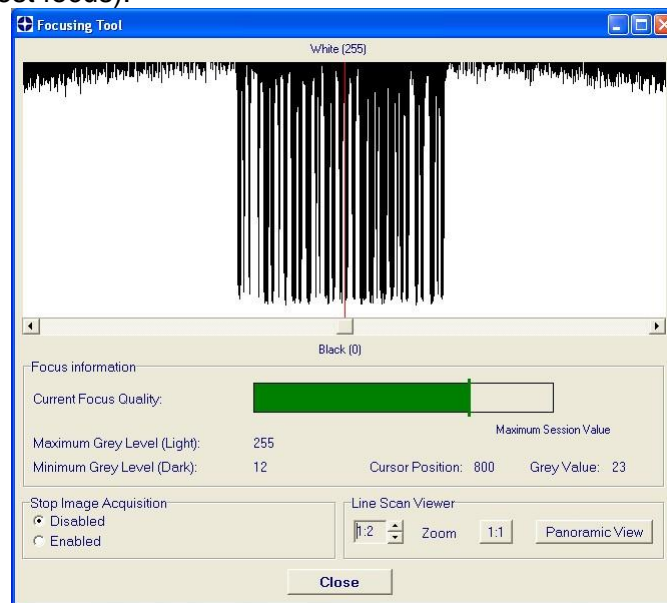 set focus).
Focusing Tool
White (255)
Black (0)
Focus information
Current Focus Quality:
Maximum Session Value
Maximum Grey Level (Light): 255
Minimum Grey Level (Dark): 12 Cursor Position: 800 Grey Value: 23
Stop Image Acquisition
Disabled
Enabled
Line Scan Viewer
1:2 Zoom 1:1 Panoramic View
Close